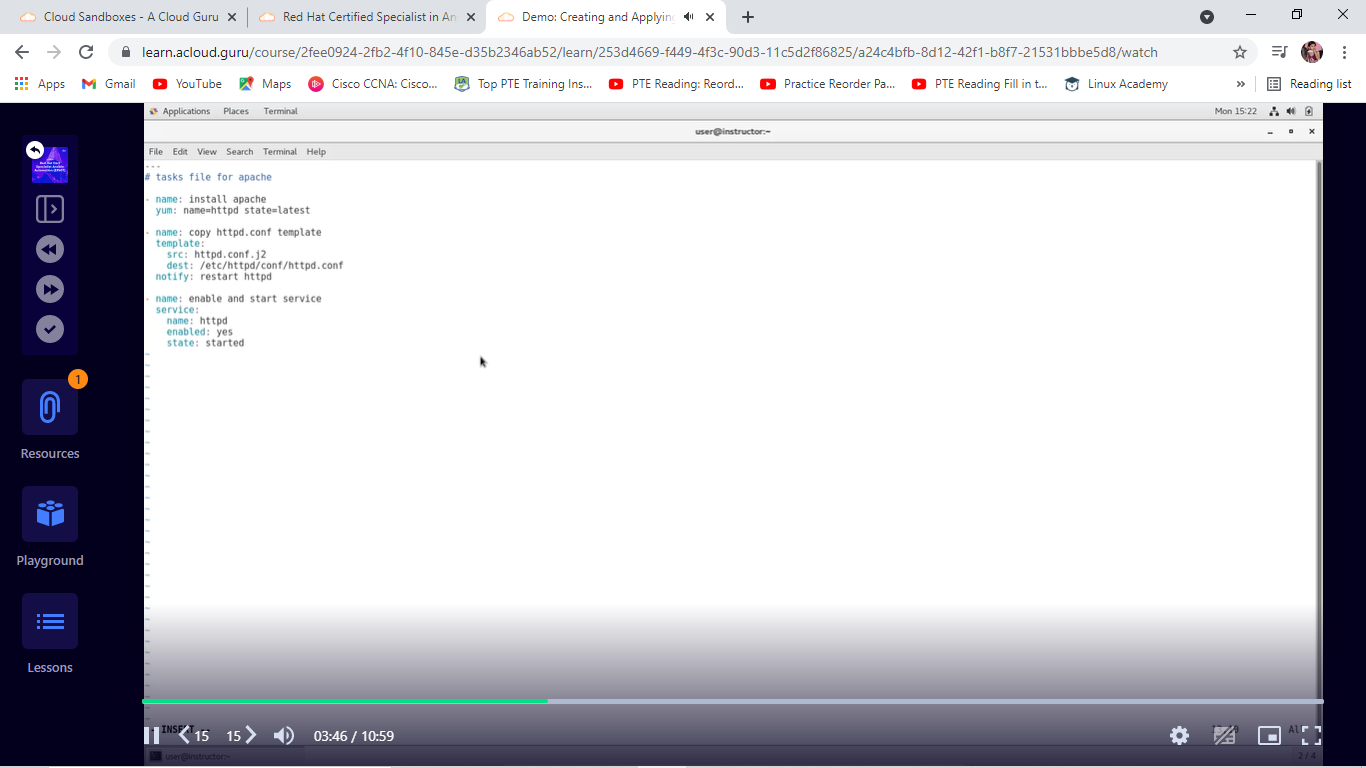 Cloud Sandboxes - A Cloud Guru
Red Hat Certified Specialist in An
Demo: Creating and Applying
learn.acloud.guru/course/2fee0924-2fb2-4f10-845e-d35b2346ab52/learn/253d4669-f449-4f3c-90d3-11c5d2f86825/a24c4bfb-8d12-42f1-b8f7-21531bbbe5d8/watch
Apps Gmail YouTube Maps Cisco CCNA: Cisco... Top PTE Training Ins... PTE Reading: Reord... Practice Reorder Pa... PTE Reading Fill in t... Linux Academy » Reading list
Applications Places Terminal Mon 15:22
user@instructor:~
File Edit View Search Terminal Help
---
# tasks file for apache
- name: install apache
yum: name=httpd state=latest
- name: copy httpd.conf template
template:
src: httpd.conf.j2
dest: /etc/httpd/conf/httpd.conf
notify: restart httpd
- name: enable and start service
service:
name: httpd
enabled: yes
state: started
1
Resources
Playground
Lessons
15 15 03:46 / 10:59
user@instructor:~ 2 / 4